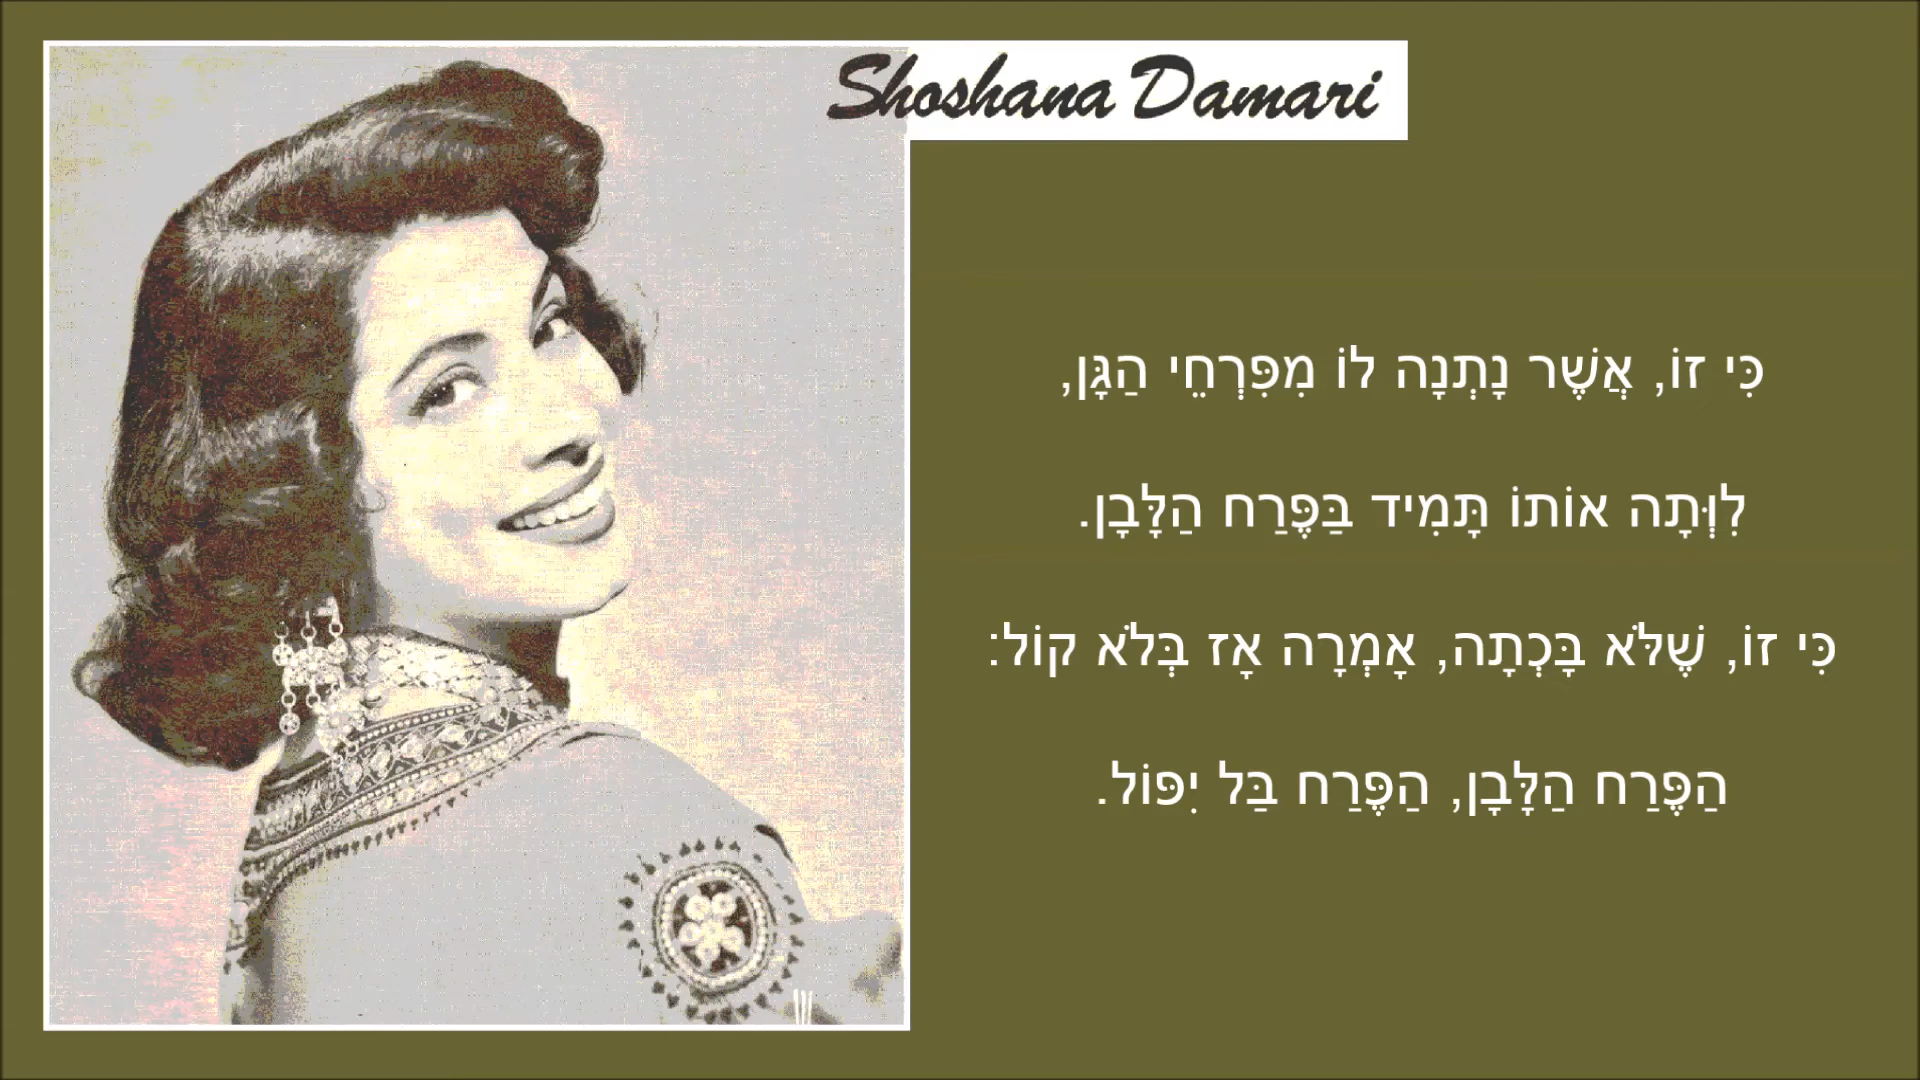 Shoshana Damari
כִּי זוֹ, אֲשֶׁר נָתְנָה לוֹ מִפִּרְחֵי הַגָּן,
לִוְּתָה אוֹתוֹ תָּמִיד בַּפֶּרַח הַלָּבָן.
כִּי זוֹ, שֶׁלֹּא בָּכְתָה, אָמְרָה אָז בְּלֹא קוֹל:
הַפֶּרַח הַלָּבָן, הַפֶּרַח בַּל יִפּוֹל.